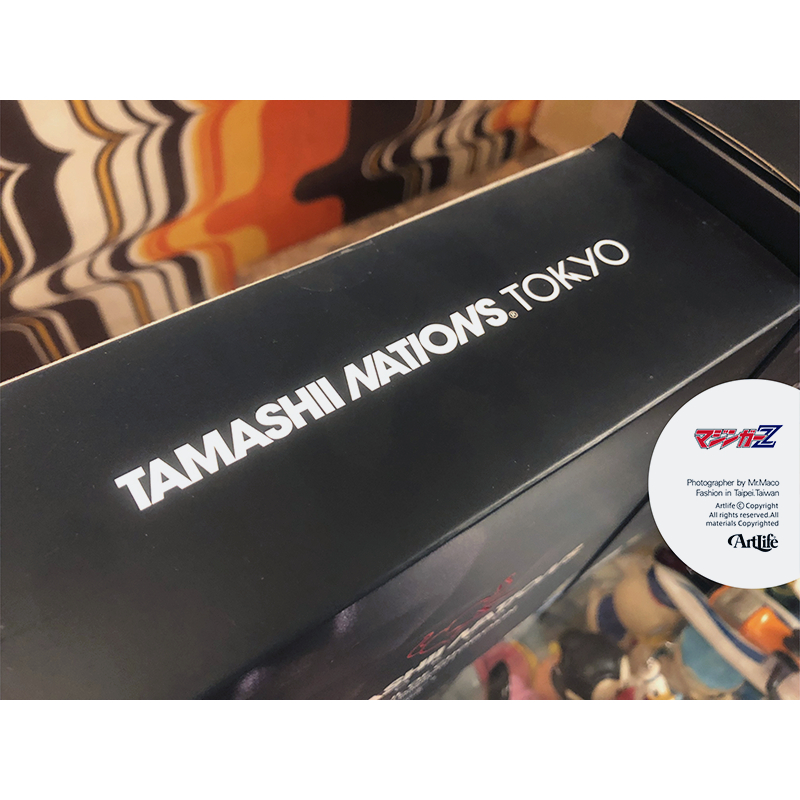 TAMASHII NATIONS® TOKYO
マジンガーZ
Photographer by Mr.Maco
Fashion in Taipei.Taiwan
Artlife © Copyright
All rights reserved.All
materials Copyrighted
ArtLife